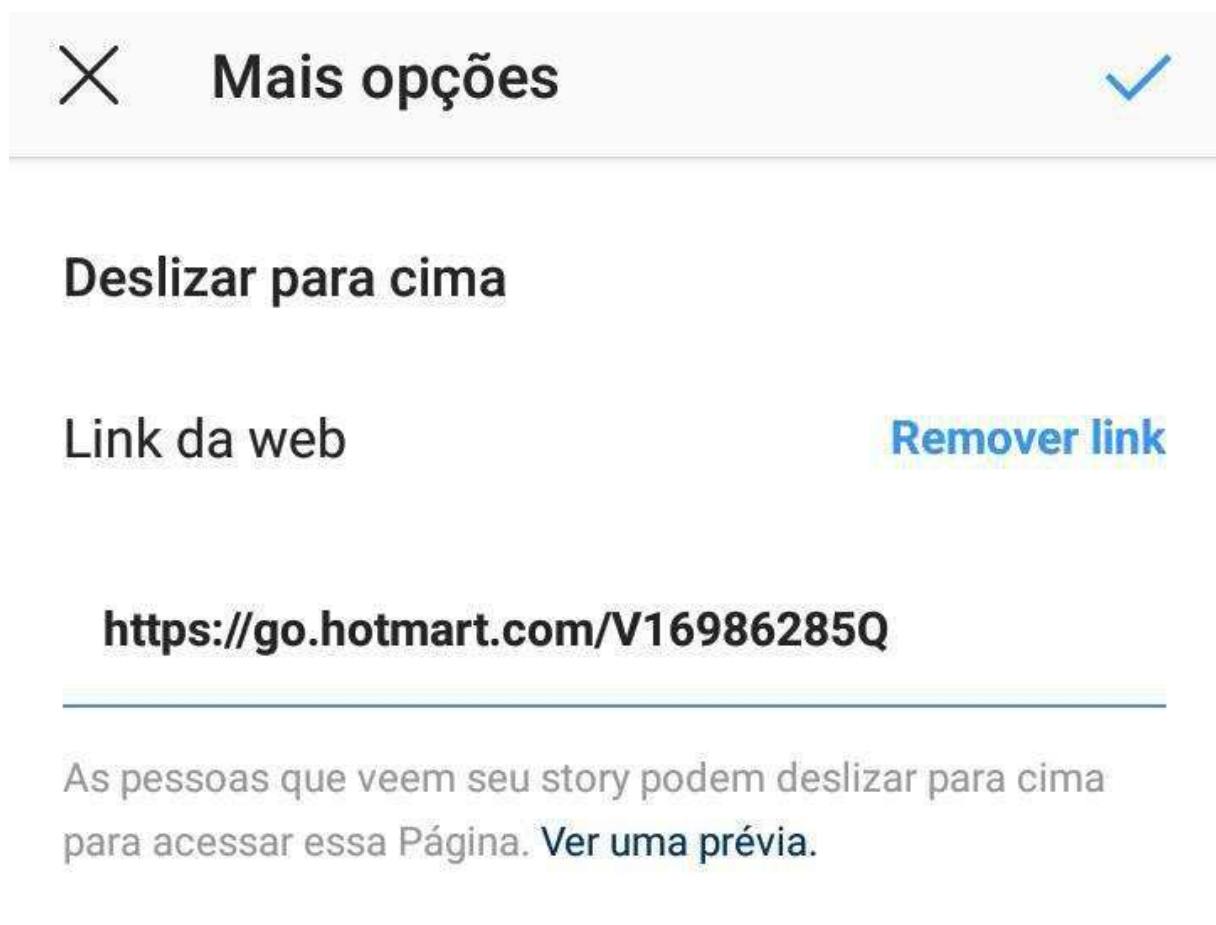 Mais opções
Deslizar para cima
Link da web
Remover link
https://go.hotmart.com/V16986285Q
As pessoas que veem seu story podem deslizar para cima
para acessar essa Página. Ver uma prévia.